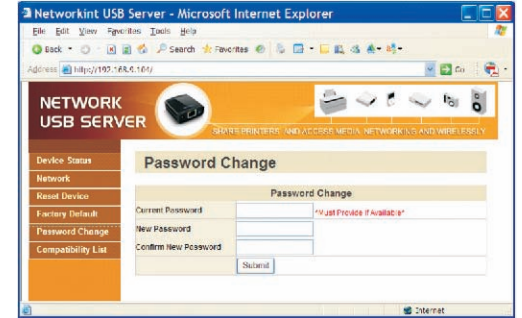 Networkint USB Server - Microsoft Internet Explorer
File Edit View Favorites Tools Help
Back Search Favorites
Address http://192.168.0.104/ Go
NETWORK
USB SERVER
SHARE PRINTERS AND ACCESS MEDIA, NETWORKING AND WIRELESSLY
Device Status
Network
Reset Device
Factory Default
Password Change
Compatibility List
Password Change
Password Change
Current Password *Must Provide if Available*
New Password
Confirm New Password
Submit
Internet